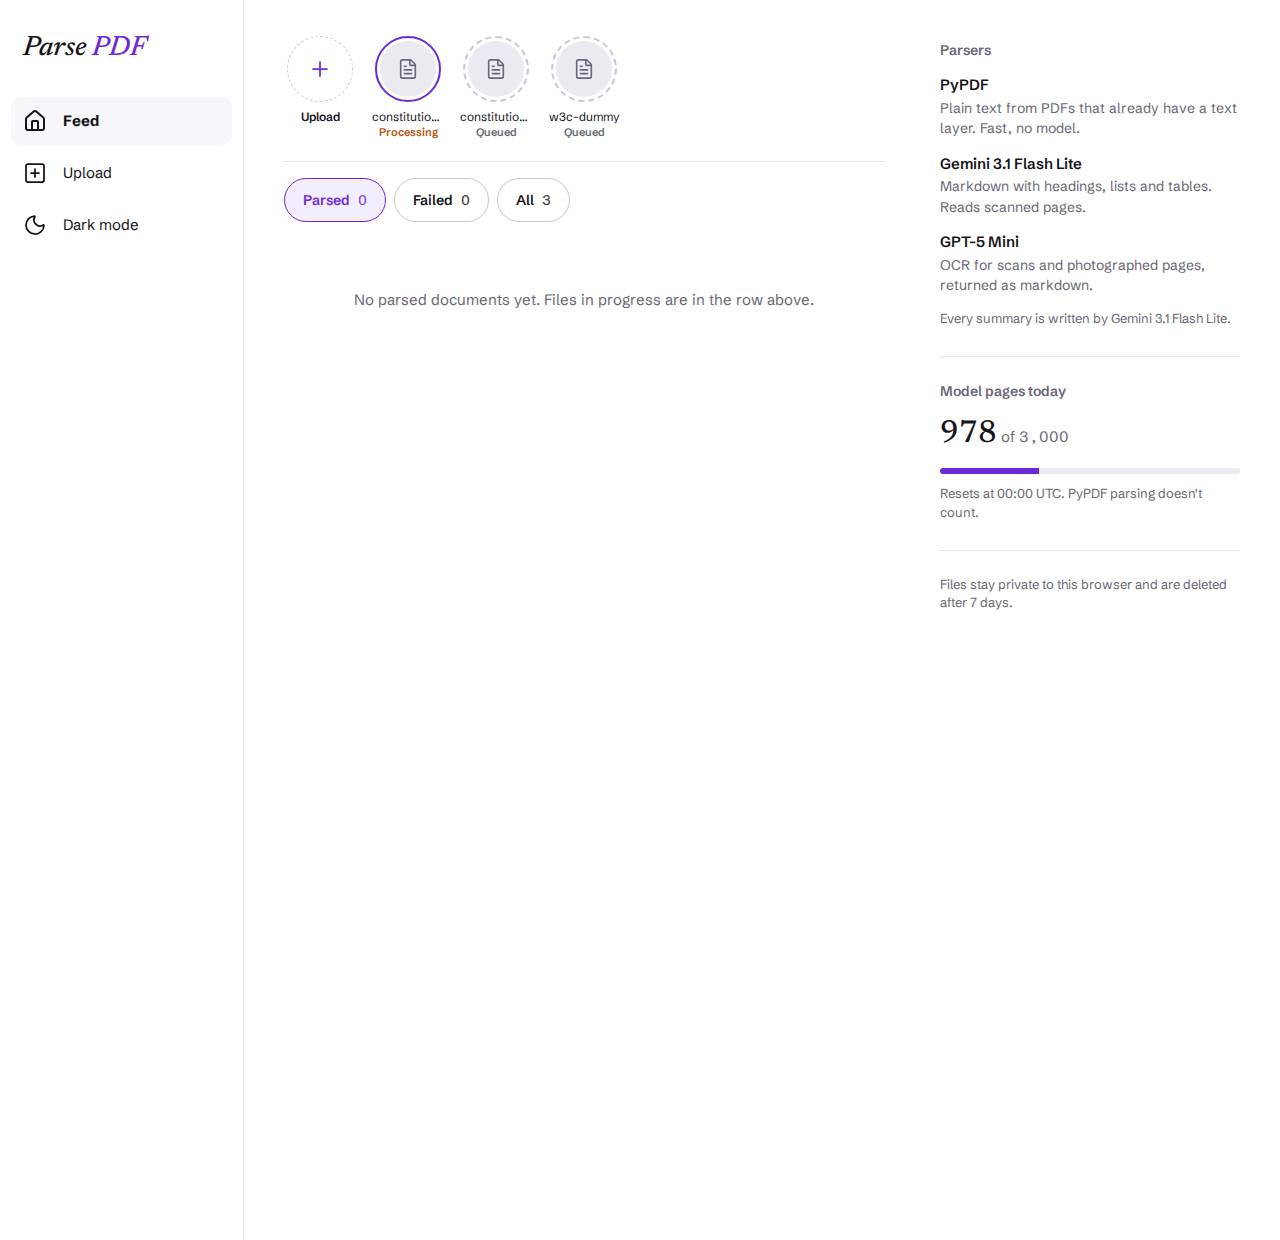 Parse PDF
Feed
Upload
Dark mode
Upload
constitutio...
Processing
constitutio...
Queued
w3c-dummy
Queued
Parsed 0
Failed 0
All 3
No parsed documents yet. Files in progress are in the row above.
Parsers
PyPDF
Plain text from PDFs that already have a text
layer. Fast, no model.
Gemini 3.1 Flash Lite
Markdown with headings, lists and tables.
Reads scanned pages.
GPT-5 Mini
OCR for scans and photographed pages,
returned as markdown.
Every summary is written by Gemini 3.1 Flash Lite.
Model pages today
978 of 3,000
Resets at 00:00 UTC. PyPDF parsing doesn't
count.
Files stay private to this browser and are deleted
after 7 days.